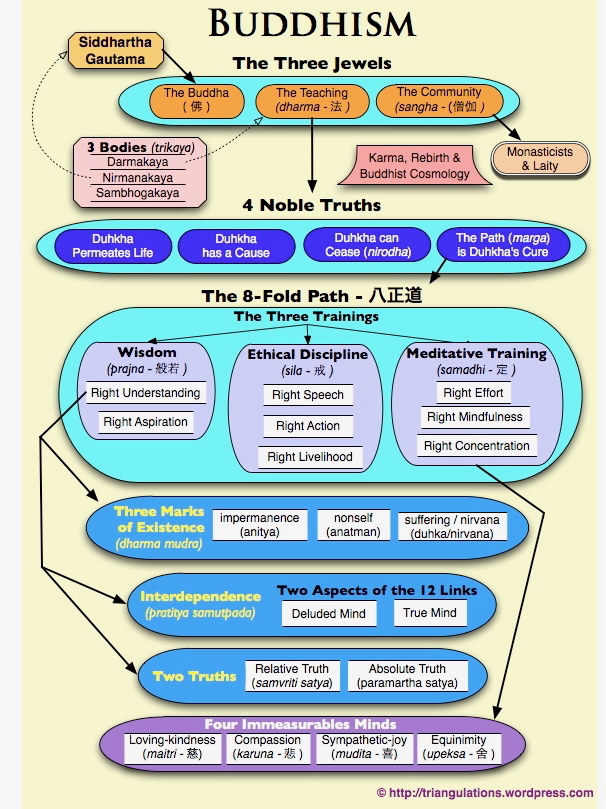 BUDDHISM
Siddhartha
Gautama
The Three Jewels
The Buddha
( 佛 )
The Teaching
(dharma - 法 )
The Community
(sangha - (僧伽 )
3 Bodies (trikaya)
Darmakaya
Nirmanakaya
Sambhogakaya
Karma, Rebirth &
Buddhist Cosmology
Monasticists
& Laity
4 Noble Truths
Duhkha
Permeates Life
Duhkha
has a Cause
Duhkha can
Cease (nirodha)
The Path (marga)
is Duhkha's Cure
The 8-Fold Path - 八正道
The Three Trainings
Wisdom
(prajna - 般若 )
Right Understanding
Right Aspiration
Ethical Discipline
(sila - 戒 )
Right Speech
Right Action
Right Livelihood
Meditative Training
(samadhi - 定 )
Right Effort
Right Mindfulness
Right Concentration
Three Marks
of Existence
(dharma mudra)
impermanence
(anitya)
nonself
(anatman)
suffering / nirvana
(duhka/nirvana)
Interdependence
(pratitya samutpada)
Two Aspects of the 12 Links
Deluded Mind
True Mind
Two Truths
Relative Truth
(samvriti satya)
Absolute Truth
(paramartha satya)
Four Immeasurables Minds
Loving-kindness
(maitri - 慈)
Compassion
(karuna - 悲 )
Sympathetic-joy
(mudita - 喜)
Equinimity
(upeksa - 舍 )
© http://triangulations.wordpress.com